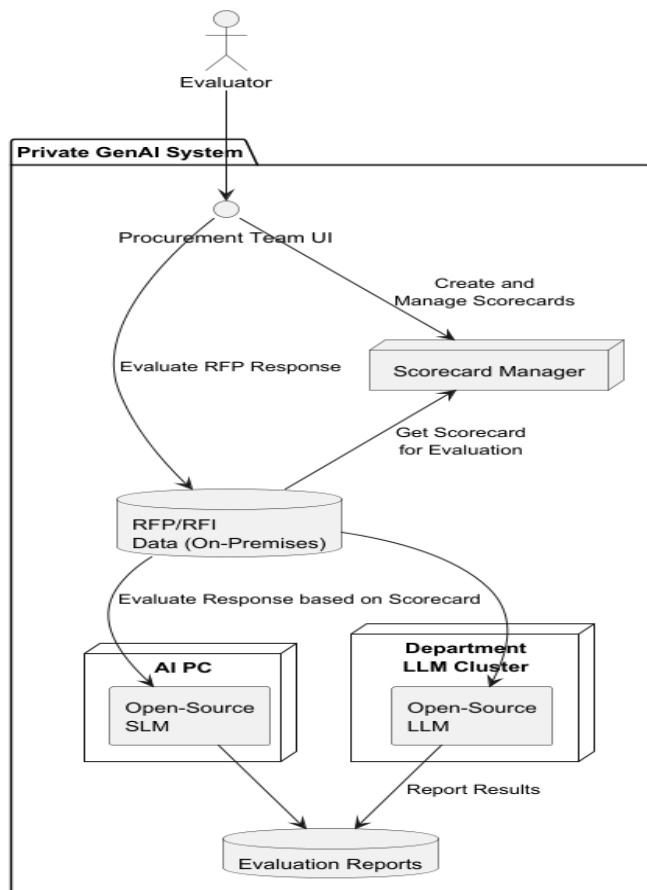 Evaluator
Private GenAI System
Procurement Team UI
Create and
Manage Scorecards
Evaluate RFP Response
Scorecard Manager
Get Scorecard
for Evaluation
RFP/RFI
Data (On-Premises)
Evaluate Response based on Scorecard
AI PC
Department
LLM Cluster
Open-Source
SLM
Open-Source
LLM
Report Results
Evaluation Reports